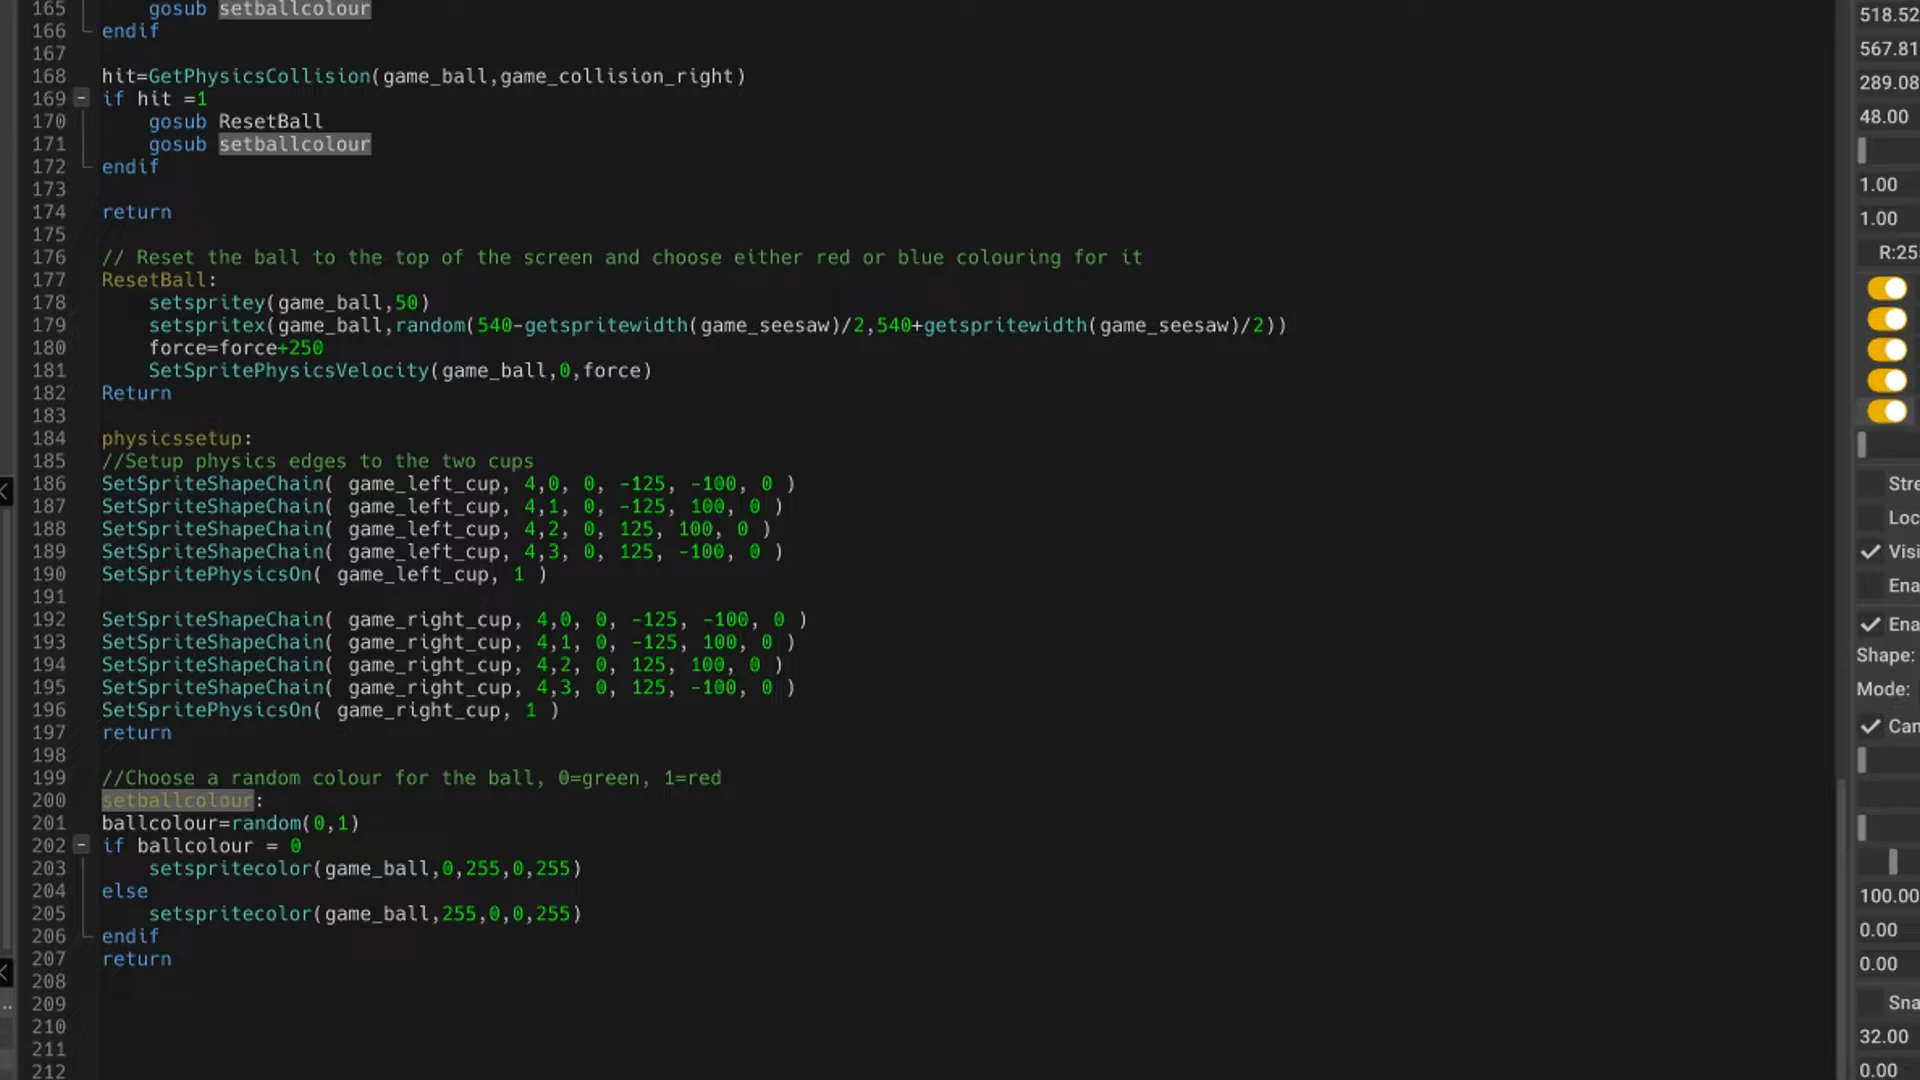 165 gosub setballcolour
166 endif
167
168 hit=GetPhysicsCollision(game_ball,game_collision_right)
169 if hit =1
170 gosub ResetBall
171 gosub setballcolour
172 endif
173
174 return
175
176 // Reset the ball to the top of the screen and choose either red or blue colouring for it
177 ResetBall:
178 setspritey(game_ball,50)
179 setspritex(game_ball,random(540-getspritewidth(game_seesaw)/2,540+getspritewidth(game_seesaw)/2))
180 force=force+250
181 SetSpritePhysicsVelocity(game_ball,0,force)
182 Return
183
184 physicssetup:
185 //Setup physics edges to the two cups
186 SetSpriteShapeChain( game_left_cup, 4,0, 0, -125, -100, 0 )
187 SetSpriteShapeChain( game_left_cup, 4,1, 0, -125, 100, 0 )
188 SetSpriteShapeChain( game_left_cup, 4,2, 0, 125, 100, 0 )
189 SetSpriteShapeChain( game_left_cup, 4,3, 0, 125, -100, 0 )
190 SetSpritePhysicsOn( game_left_cup, 1 )
191
192 SetSpriteShapeChain( game_right_cup, 4,0, 0, -125, -100, 0 )
193 SetSpriteShapeChain( game_right_cup, 4,1, 0, -125, 100, 0 )
194 SetSpriteShapeChain( game_right_cup, 4,2, 0, 125, 100, 0 )
195 SetSpriteShapeChain( game_right_cup, 4,3, 0, 125, -100, 0 )
196 SetSpritePhysicsOn( game_right_cup, 1 )
197 return
198
199 //Choose a random colour for the ball, 0=green, 1=red
200 setballcolour:
201 ballcolour=random(0,1)
202 if ballcolour = 0
203 setspritecolor(game_ball,0,255,0,255)
204 else
205 setspritecolor(game_ball,255,0,0,255)
206 endif
207 return
208
209
210
211
212
518.52
567.81
289.08
48.00
1.00
1.00
R:25
Stre
Loc
Visi
Ena
Ena
Shape:
Mode:
Can
100.00
0.00
0.00
Sna
32.00
0.00